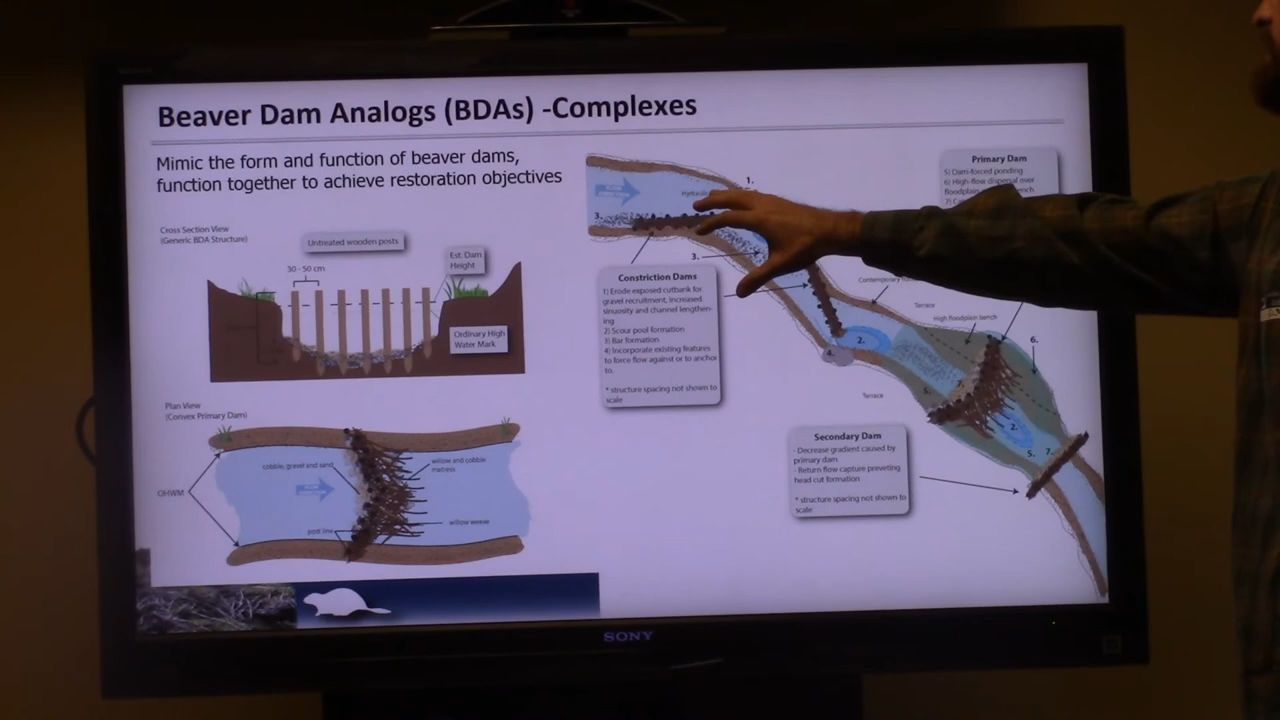 Beaver Dam Analogs (BDAs) -Complexes
Mimic the form and function of beaver dams,
function together to achieve restoration objectives
Cross Section View
(Generic BDA Structure)
Untreated wooden posts
30 - 50 cm
Est. Dam
Height
Ordinary High
Water Mark
Plan View
(Convex Primary Dam)
cobble, gravel and sand
willow and cobble
OHWM
post line
willow weave
1.
3.
3.
Constriction Dams
1) Erode exposed cutbank for
gravel recruitment, increased
sinuosity and channel lengthen-
ing
2) Scour pool formation
3) Bar formation
4) Incorporate existing features
to force flow against or to anchor
to.
* structure spacing not shown to
scale
Primary Dam
5) Dam-forced ponding
6) High-flow dispersal over
floodplain
7)
Contemporary
Terrace
High floodplain bench
2.
4.
6.
5.
Terrace
2.
5. 7.
Secondary Dam
- Decrease gradient caused by
primary dam
- Return flow capture preveting
head cut formation
* structure spacing not shown to
scale
SONY